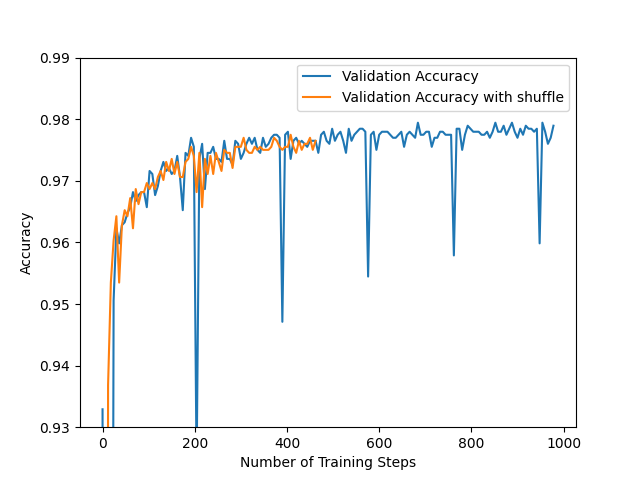 0.99
0.98
0.97
0.96
0.95
0.94
0.93
Accuracy
Validation Accuracy
Validation Accuracy with shuffle
0 200 400 600 800 1000
Number of Training Steps